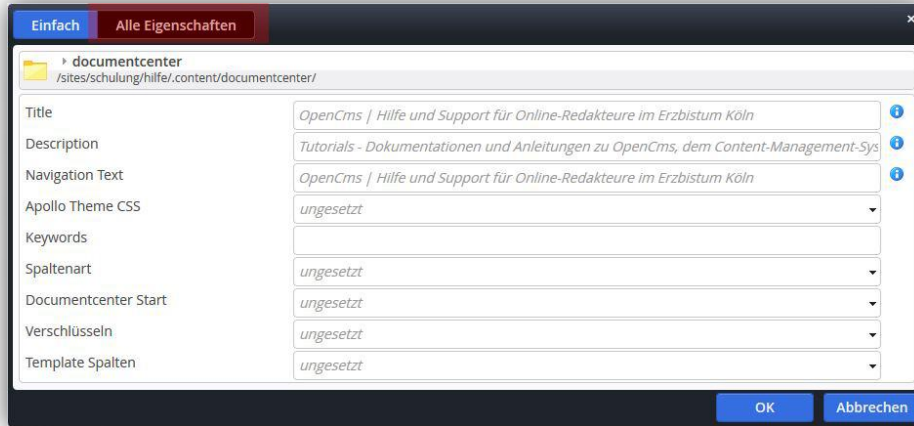 Einfach Alle Eigenschaften
documentcenter
/sites/schulung/hilfe/.content/documentcenter/
Title OpenCms | Hilfe und Support für Online-Redakteure im Erzbistum Köln
Description Tutorials - Dokumentationen und Anleitungen zu OpenCms, dem Content-Management-Sys
Navigation Text OpenCms | Hilfe und Support für Online-Redakteure im Erzbistum Köln
Apollo Theme CSS ungesetzt
Keywords
Spaltenart ungesetzt
Documentcenter Start ungesetzt
Verschlüsseln ungesetzt
Template Spalten ungesetzt
OK Abbrechen